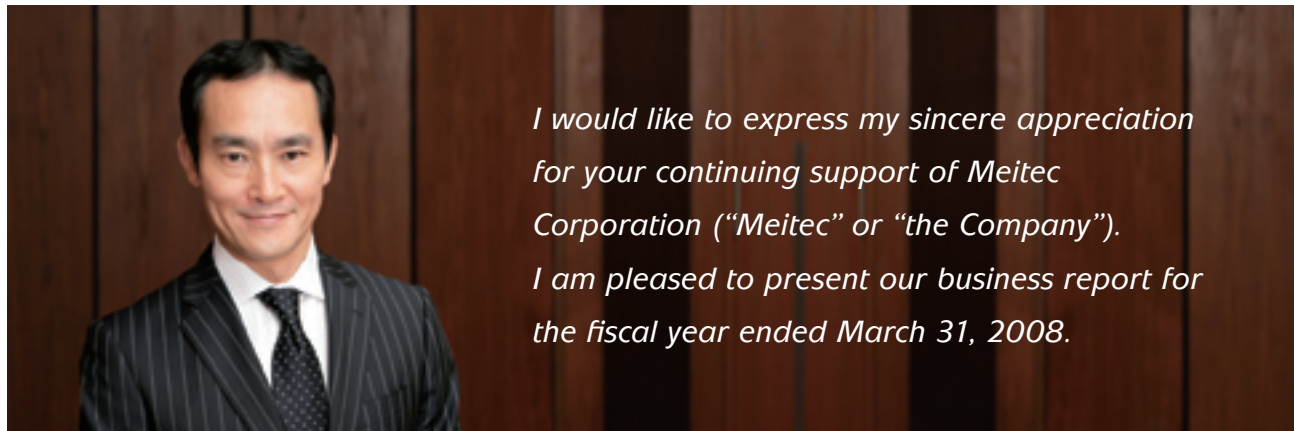 I would like to express my sincere appreciation
for your continuing support of Meitec
Corporation (“Meitec” or “the Company”).
I am pleased to present our business report for
the fiscal year ended March 31, 2008.